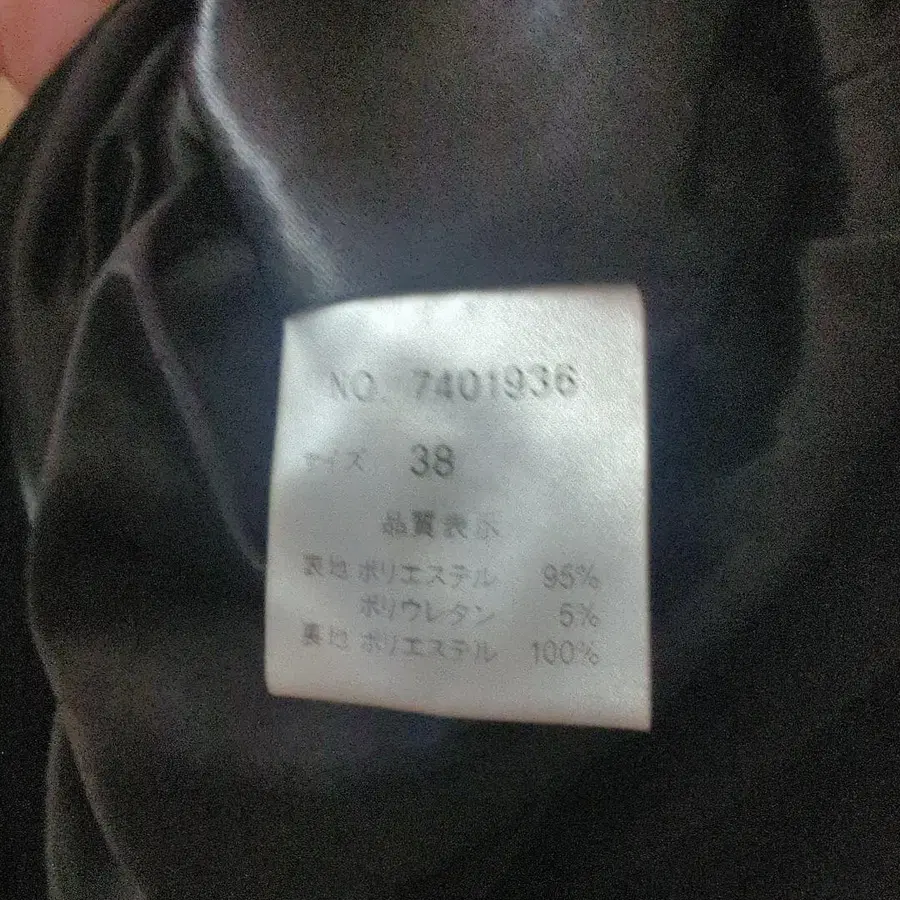 NO. 7401936
サイズ 38
品質表示
表地 ポリエステル 95%
ポリウレタン 5%
裏地 ポリエステル 100%